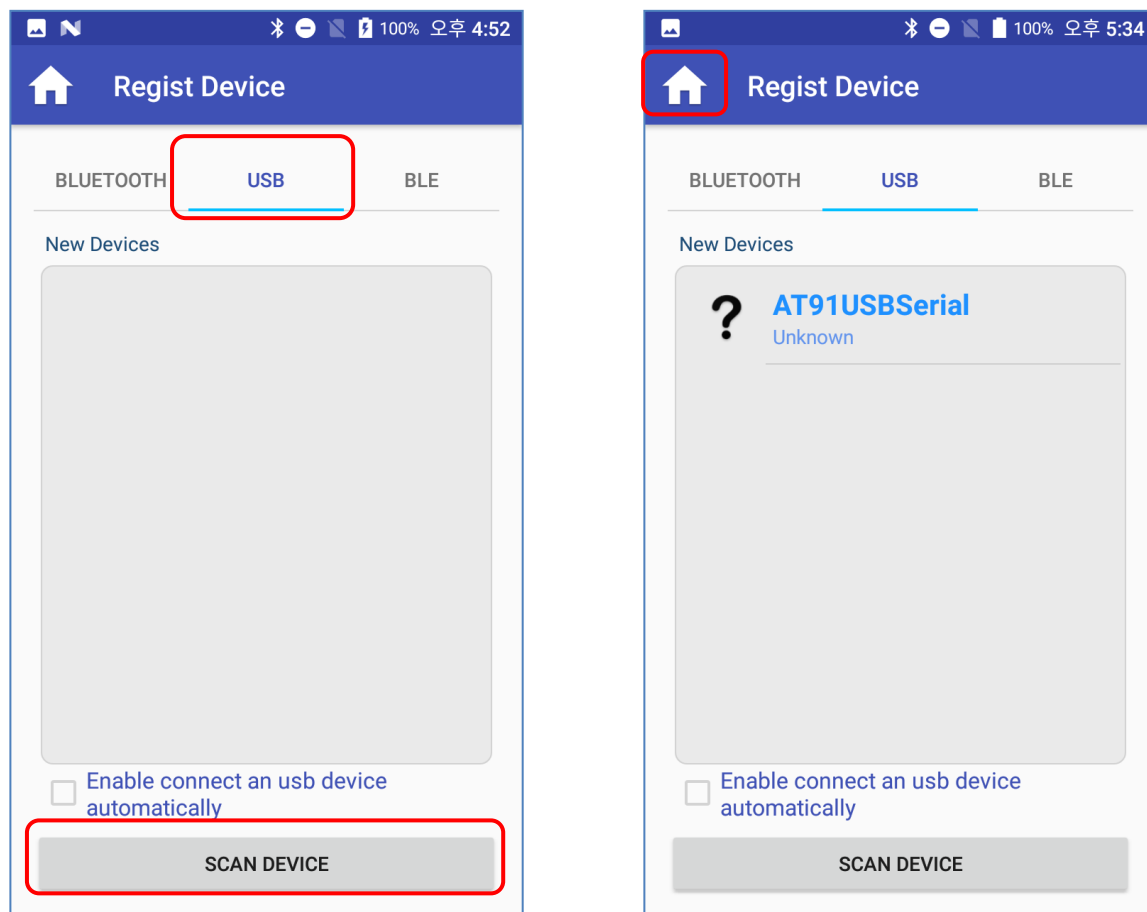 100% 오후 4:52
Regist Device
BLUETOOTH USB BLE
New Devices
Enable connect an usb device
automatically
SCAN DEVICE
100% 오후 5:34
Regist Device
BLUETOOTH USB BLE
New Devices
?
AT91USBSerial
Unknown
Enable connect an usb device
automatically
SCAN DEVICE